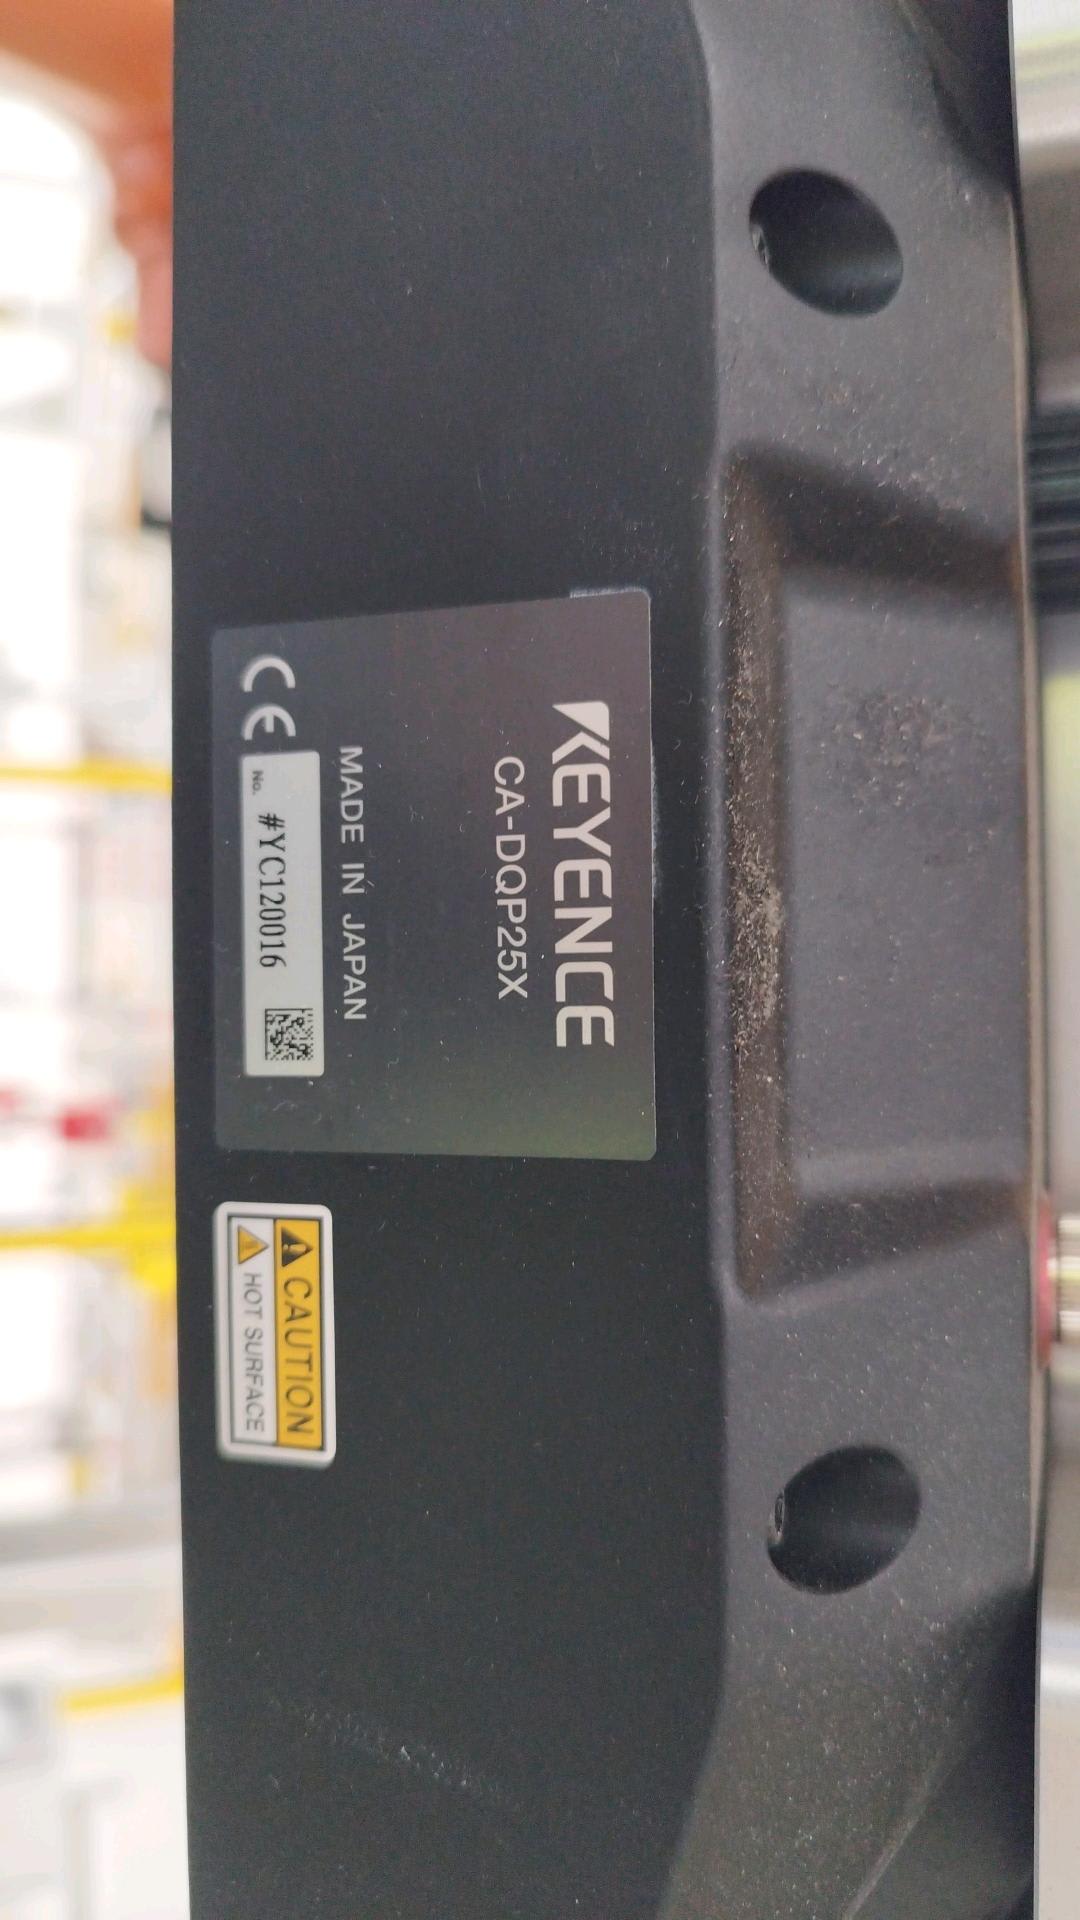 KEYENCE
CA-DQP25X
MADE IN JAPAN
CE
No. #YC120016
CAUTION
HOT SURFACE